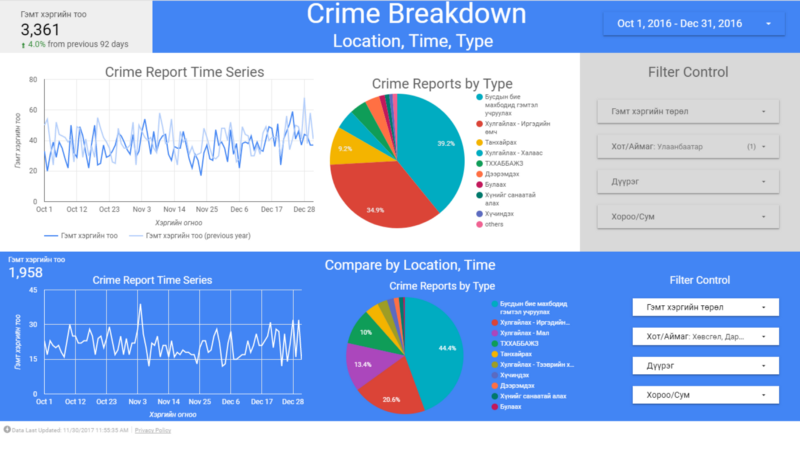 Гэмт хэргийн тоо
3,361
4.0% from previous 92 days
Crime Breakdown
Location, Time, Type
Oct 1, 2016 - Dec 31, 2016
Crime Report Time Series
Гэмт хэргийн тоо
80
60
40
20
0
Oct 1
Oct 12
Oct 23
Nov 3
Nov 14
Nov 25
Dec 6
Dec 17
Dec 28
Хэргийн огноо
Гэмт хэргийн тоо
Гэмт хэргийн тоо (previous year)
Crime Reports by Type
39.2%
34.9%
9.2%
Бусдын бие
махбодид гэмтэл
учруулах
Хулгайлах - Иргэдийн
өмч
Танхайрах
Хулгайлах - Халаас
ТХХАББАЖЗ
Дээрэмдэх
Булаах
Хүнийг санаатай
алах
Хүчиндэх
others
Filter Control
Гэмт хэргийн төрөл
Хот/Аймаг: Улаанбаатар (1)
Дүүрэг
Хороо/Сум
Гэмт хэргийн тоо
1,958
Crime Report Time Series
Гэмт хэргийн тоо
45
30
15
0
Oct 1
Oct 12
Oct 23
Nov 3
Nov 14
Nov 25
Dec 6
Dec 17
Dec 28
Хэргийн огноо
Compare by Location, Time
Crime Reports by Type
44.4%
20.6%
13.4%
10%
Бусдын бие махбодид
гэмтэл учруулах
Хулгайлах - Иргэдийн...
Хулгайлах - Мал
ТХХАББАЖЗ
Танхайрах
Хулгайлах - Тээврийн х...
Хүчиндэх
Дээрэмдэх
Хүнийг санаатай алах
Булаах
Filter Control
Гэмт хэргийн төрөл
Хот/Аймаг: Хөвсгөл, Дар...
Дүүрэг
Хороо/Сум
Data Last Updated: 11/30/2017 11:55:55 AM
Privacy Policy